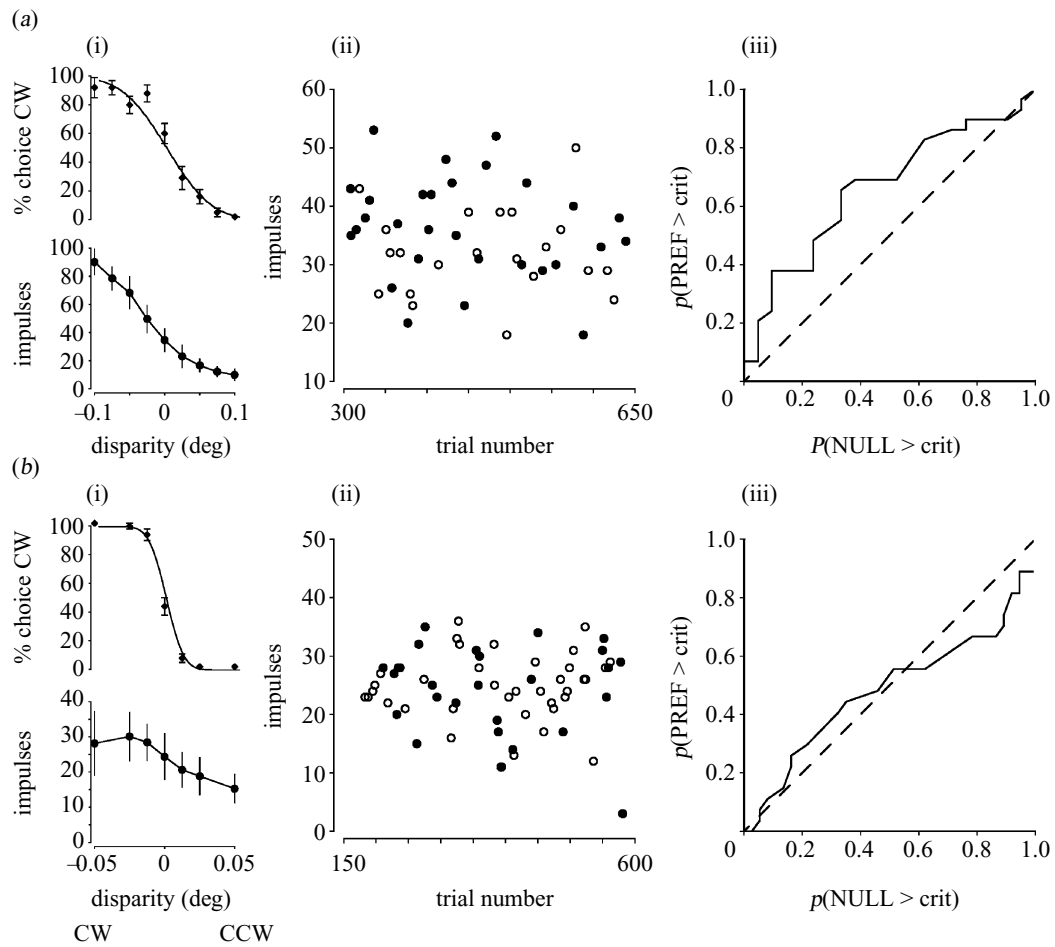 (a)
(i)
% choice CW
100
80
60
40
20
0
impulses
100
80
60
40
20
0
–0.1
0
0.1
disparity (deg)
(ii)
impulses
60
50
40
30
20
10
300
650
trial number
(iii)
p(PREF > crit)
1.0
0.8
0.6
0.4
0.2
0
0.2
0.4
0.6
0.8
1.0
P(NULL > crit)
(b)
(i)
% choice CW
100
80
60
40
20
0
impulses
40
30
20
10
0
–0.05
0
0.05
disparity (deg)
CW
CCW
(ii)
impulses
50
40
30
20
10
0
150
600
trial number
(iii)
p(PREF > crit)
1.0
0.8
0.6
0.4
0.2
0
0.2
0.4
0.6
0.8
1.0
p(NULL > crit)